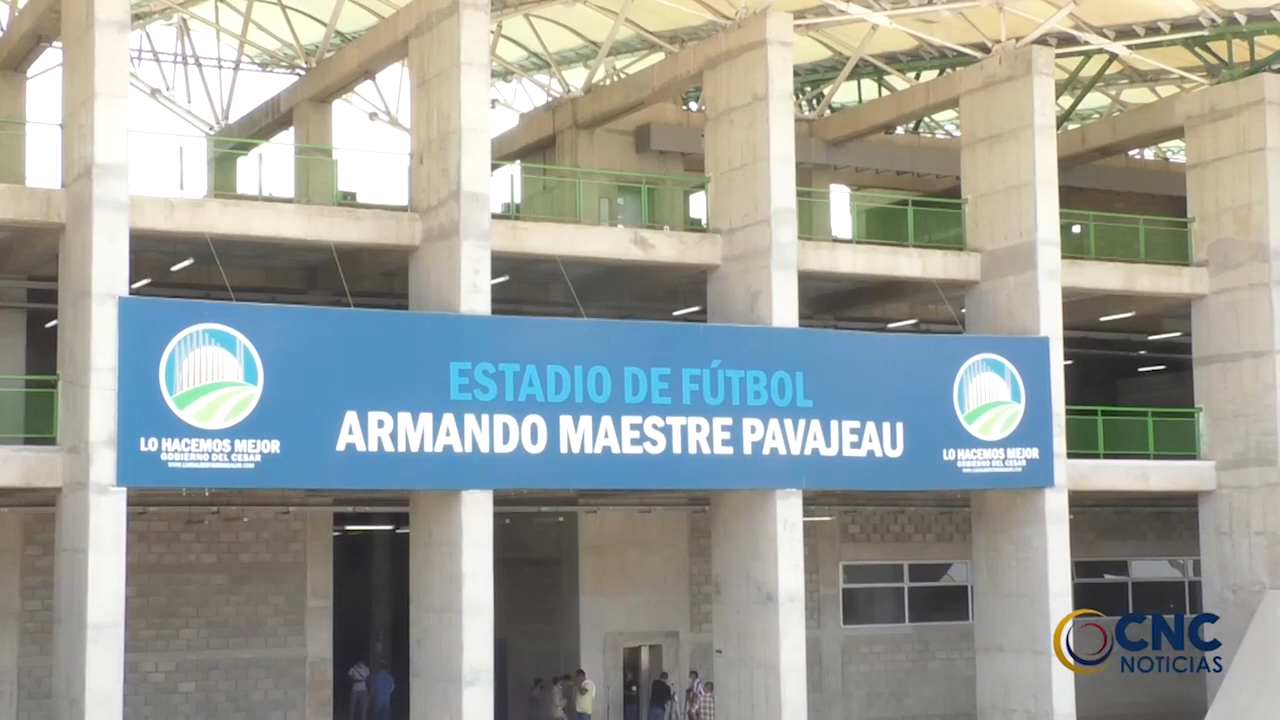 ESTADIO DE FÚTBOL
ARMANDO MAESTRE PAVAJEAU
LO HACEMOS MEJOR
GOBIERNO DEL CESAR
LO HACEMOS MEJOR
GOBIERNO DEL CESAR
CNC
NOTICIAS